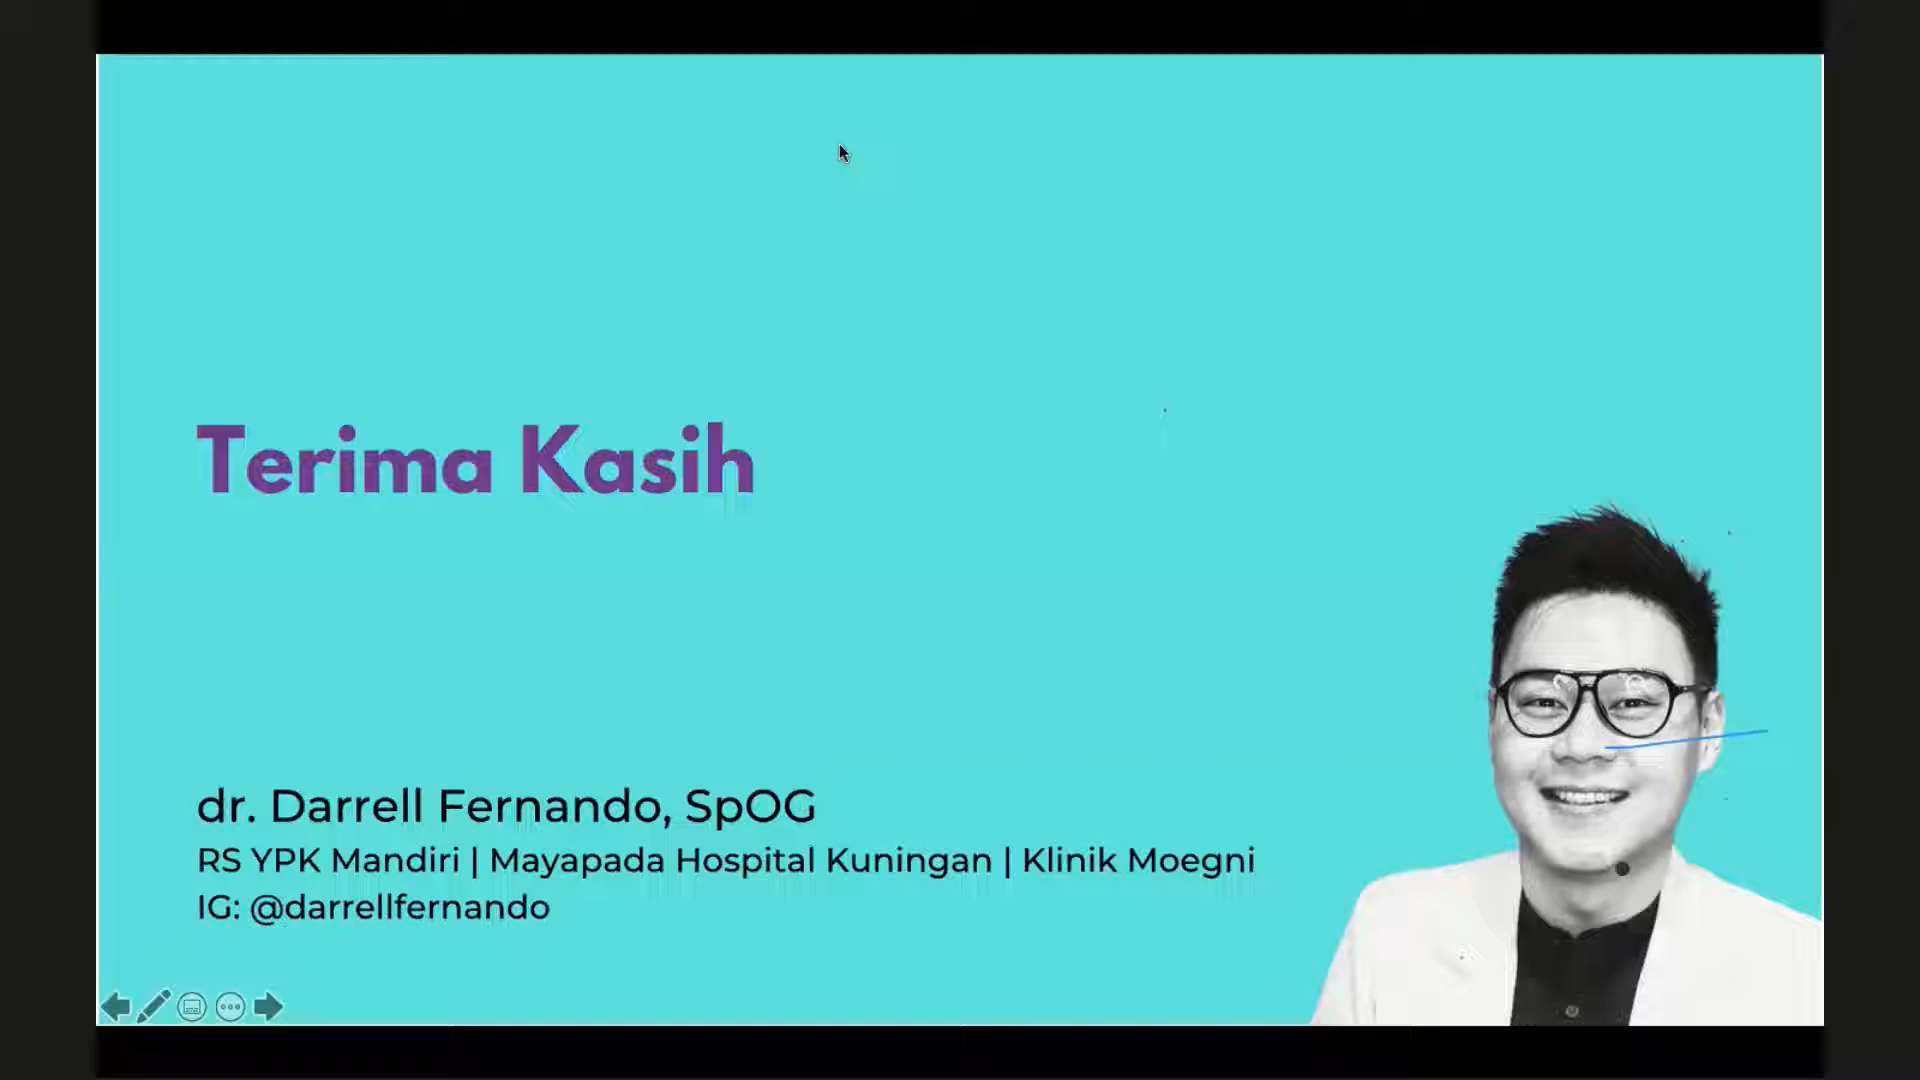 Terima Kasih
dr. Darrell Fernando, SpOG
RS YPK Mandiri | Mayapada Hospital Kuningan | Klinik Moegni
IG: @darrellfernando